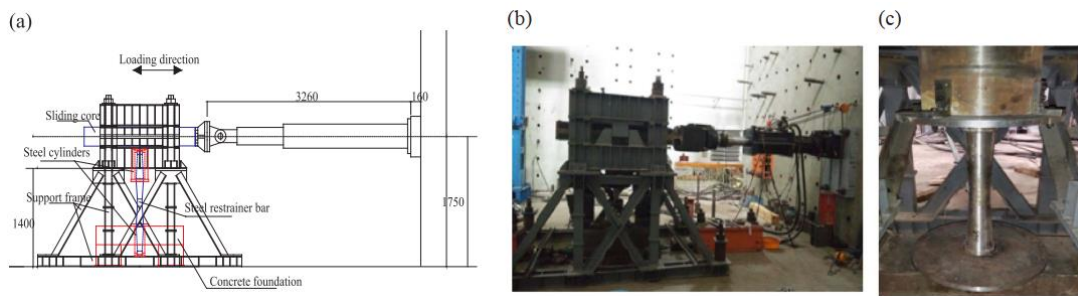 (a)
Loading direction
3260
160
Sliding core
Steel cylinders
Support frame
1400
Steel restrainer bar
1750
Concrete foundation
(b)
(c)